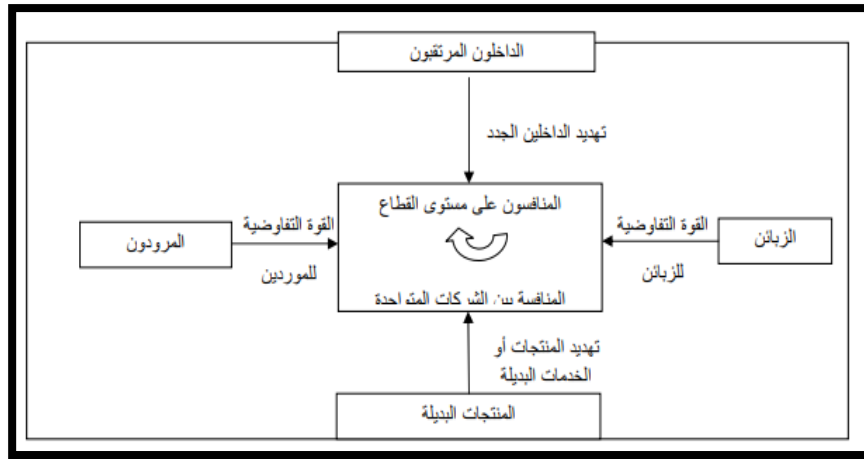 الداخلون المرتقبون
تهديد الداخلين الجدد
المنافسون على مستوى القطاع
الزبائن
القوة التفاوضية
للزبائن
القوة التفاوضية
للموردين
المرودون
المنافسة بين الشركات المتواجدة
تهديد المنتجات أو
الخدمات البديلة
المنتجات البديلة